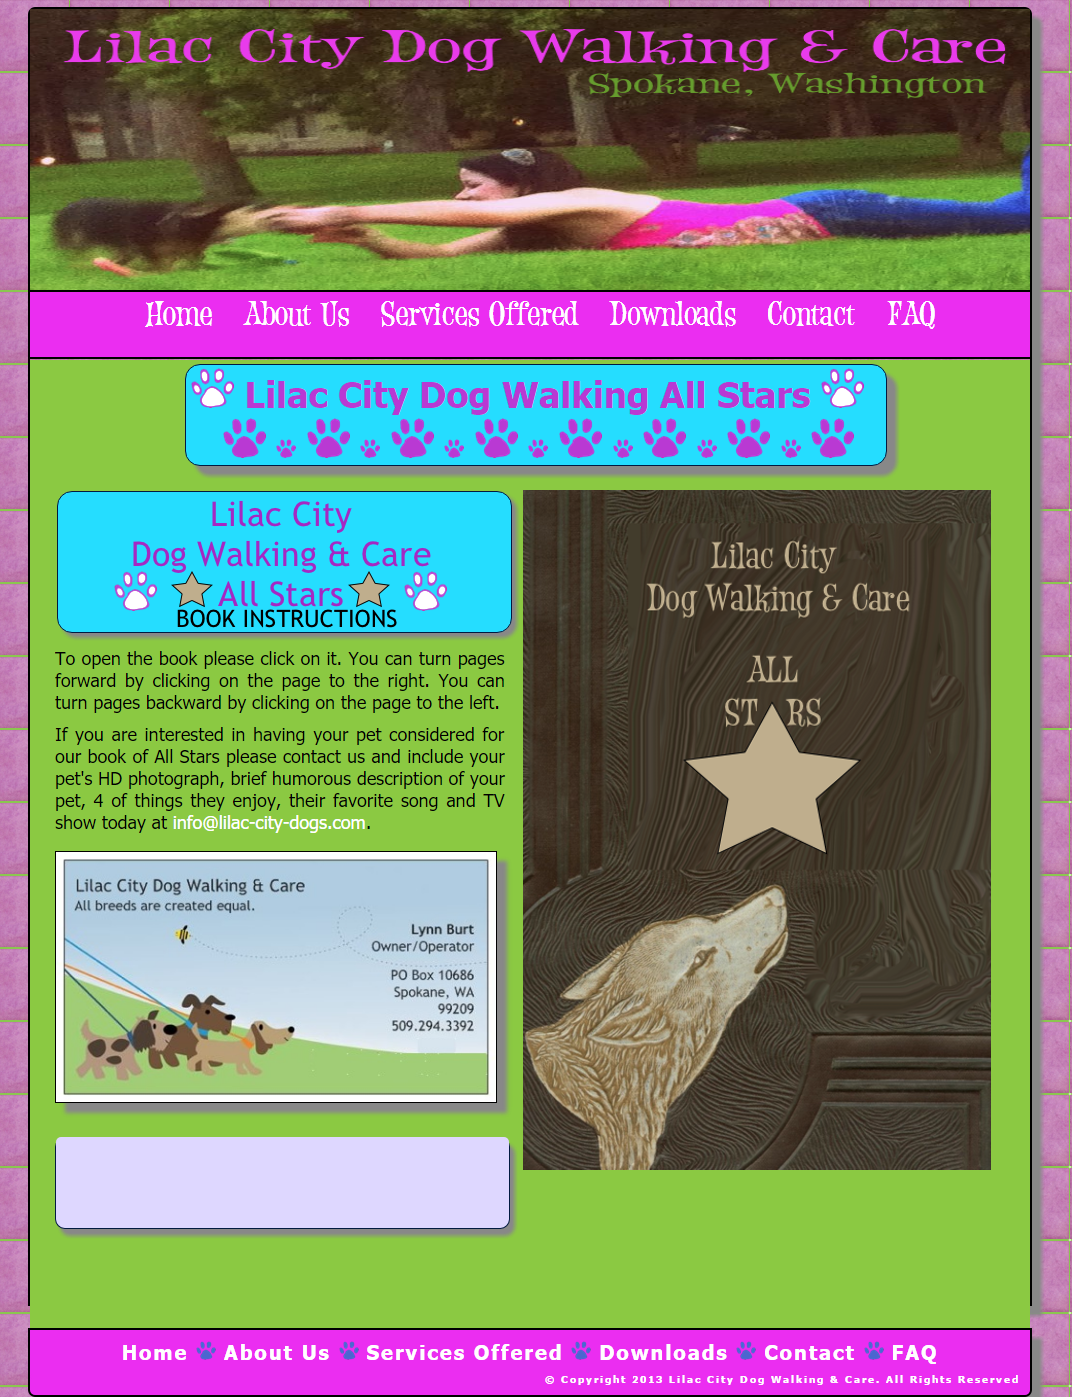 Lilac City Dog Walking & Care
Spokane, Washington
Home About Us Services Offered Downloads Contact FAQ
Lilac City Dog Walking All Stars
Lilac City
Dog Walking & Care
All Stars
BOOK INSTRUCTIONS
To open the book please click on it. You can turn pages
forward by clicking on the page to the right. You can
turn pages backward by clicking on the page to the left.
If you are interested in having your pet considered for
our book of All Stars please contact us and include your
pet's HD photograph, brief humorous description of your
pet, 4 of things they enjoy, their favorite song and TV
show today at info@lilac-city-dogs.com.
Lilac City Dog Walking & Care
All breeds are created equal.
Lynn Burt
Owner/Operator
PO Box 10686
Spokane, WA
99209
509.294.3392
Lilac City
Dog Walking & Care
ALL
ST RS
Home About Us Services Offered Downloads Contact FAQ
© Copyright 2013 Lilac City Dog Walking & Care. All Rights Reserved